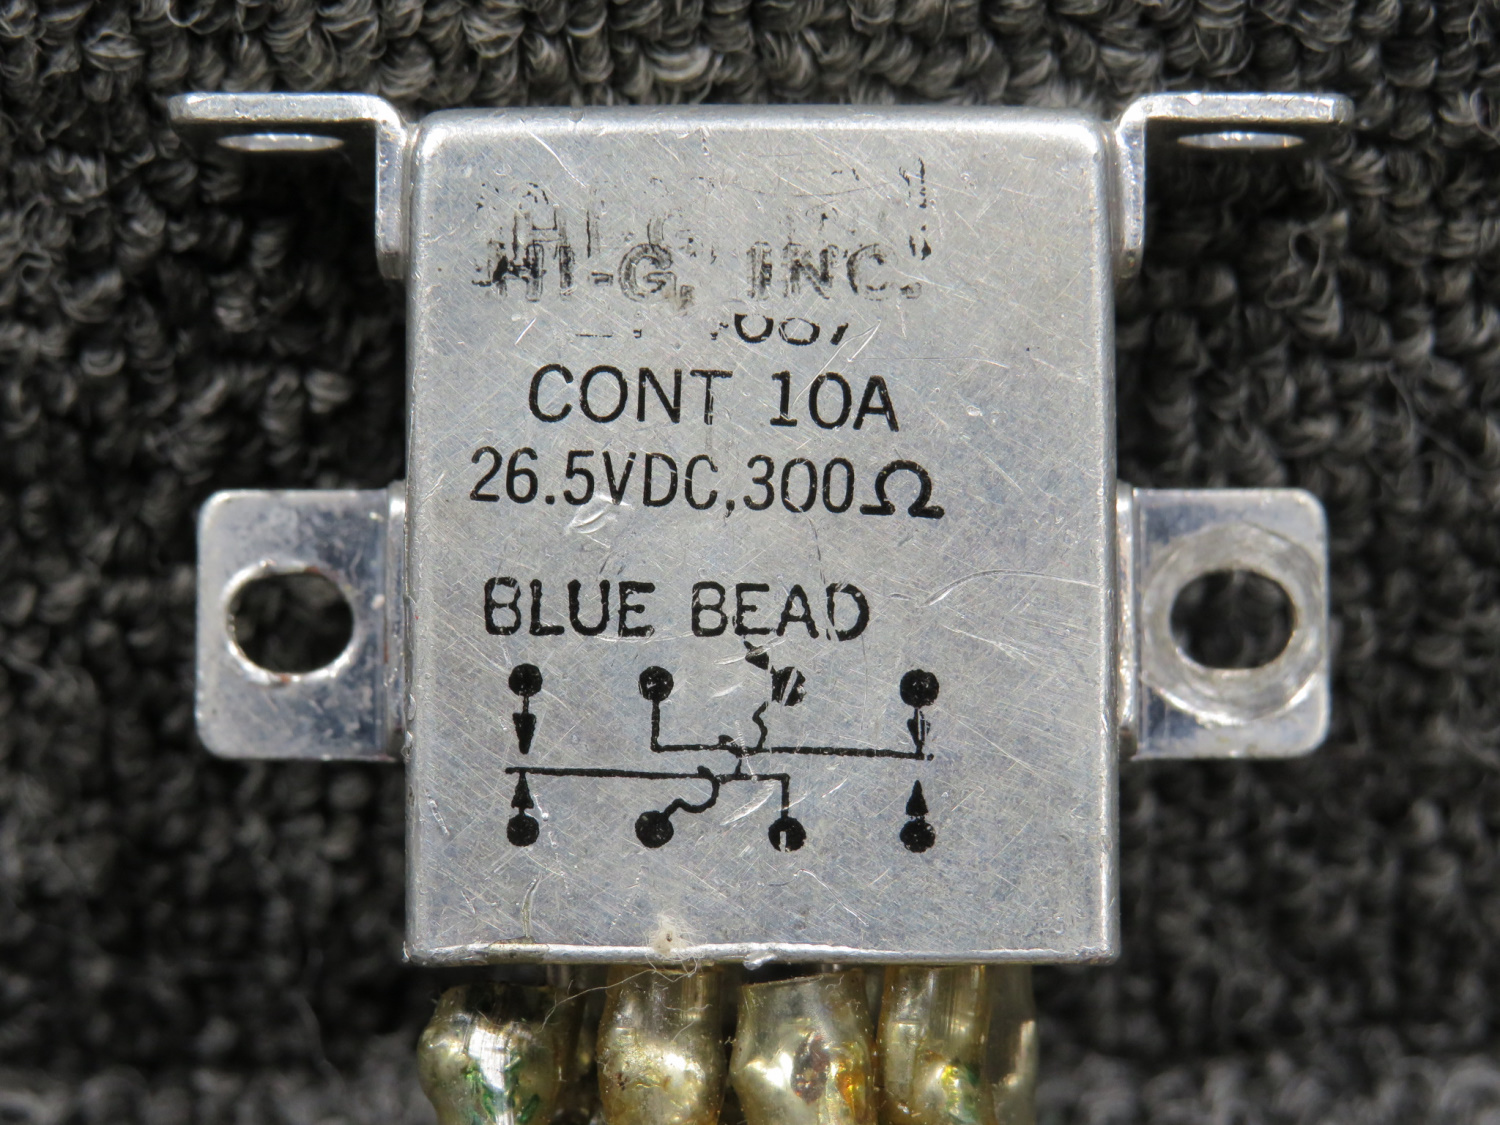 HI-G, INC.
CONT 10A
26.5VDC,300Ω
BLUE BEAD